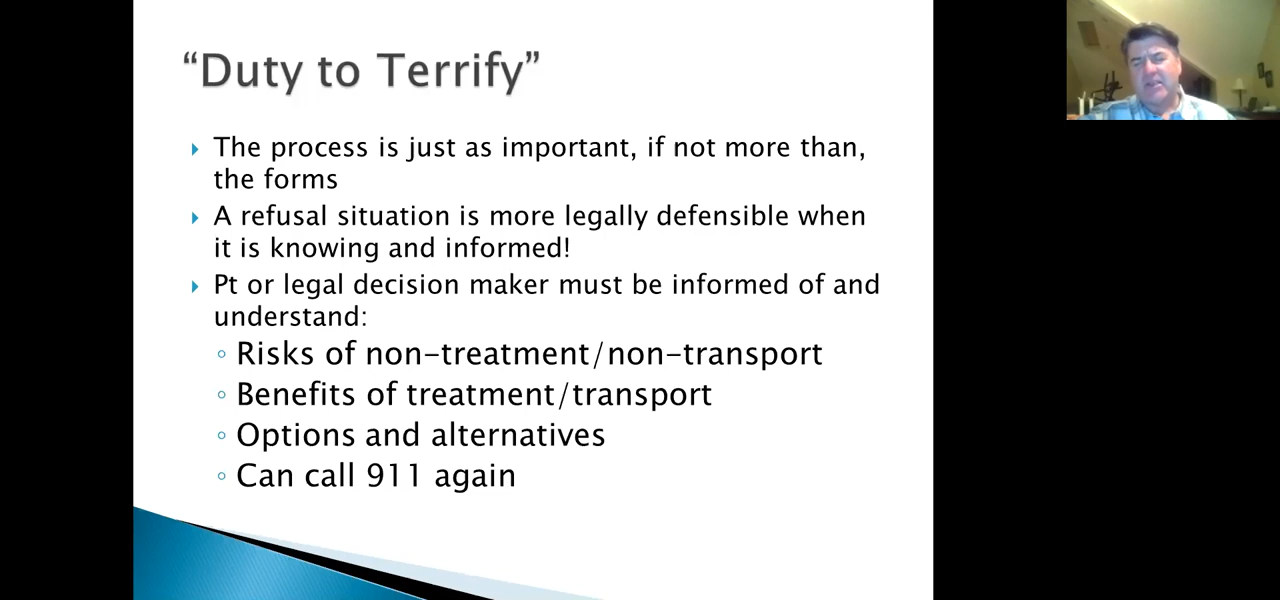 “Duty to Terrify”
The process is just as important, if not more than,
the forms
A refusal situation is more legally defensible when
it is knowing and informed!
Pt or legal decision maker must be informed of and
understand:
Risks of non-treatment/non-transport
Benefits of treatment/transport
Options and alternatives
Can call 911 again